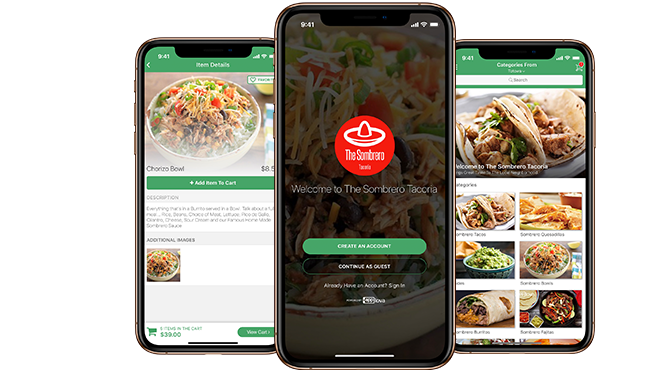 9:41
Item Details
FAVORITE
Chorizo Bowl
$8.5
+ Add Item To Cart
DESCRIPTION
Everything that's in a Burrito served in a Bowl. Talk about a full
meal... Rice, Beans, Choice of Meat, Lettuce, Pico de Gallo,
Cilantro, Cheese, Sour Cream and our Famous Home Made
Sombrero Sauce
ADDITIONAL IMAGES
ITEMS IN THE CART
$39.00
View Cart
9:41
The Sombrero
Tacoria
Welcome to The Sombrero Tacoria
CREATE AN ACCOUNT
CONTINUE AS GUEST
Already Have an Account? Sign In
POWERED BY
9:41
Categories From
Search
Welcome to The Sombrero Tacoria
Categories
Sombrero Tacos
Sombrero Quesadillas
Sombrero Bowls
Sombrero Burritos
Sombrero Fajitas